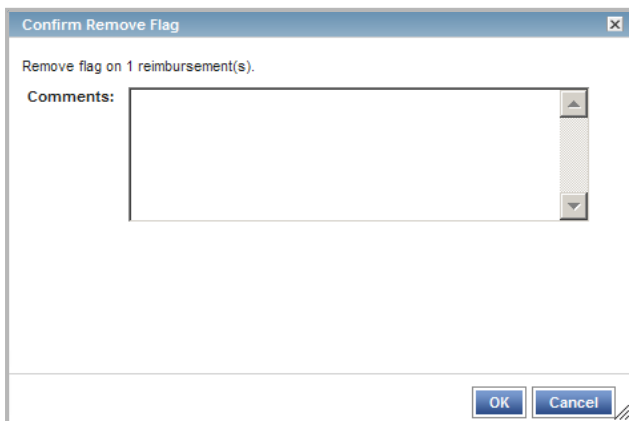 Confirm Remove Flag
Remove flag on 1 reimbursement(s).
Comments:
OK Cancel